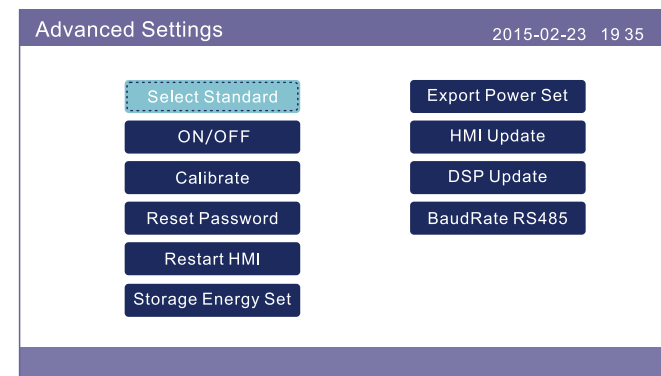 Advanced Settings
2015-02-23 19 35
Select Standard
ON/OFF
Calibrate
Reset Password
Restart HMI
Storage Energy Set
Export Power Set
HMI Update
DSP Update
BaudRate RS485